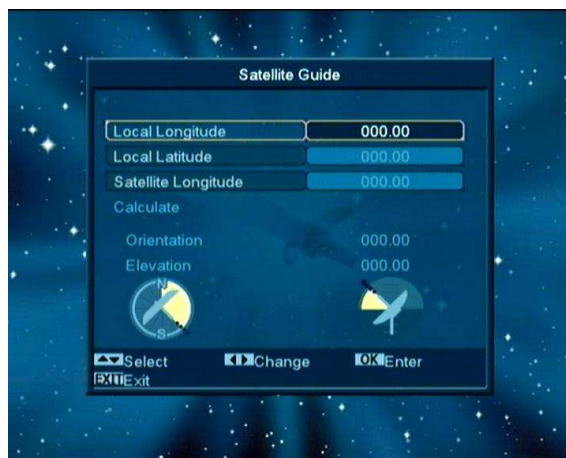 Satellite Guide
Local Longitude 000.00
Local Latitude 000.00
Satellite Longitude 000.00
Calculate
Orientation 000.00
Elevation 000.00
N
S
Select Change OK Enter
EXIT Exit